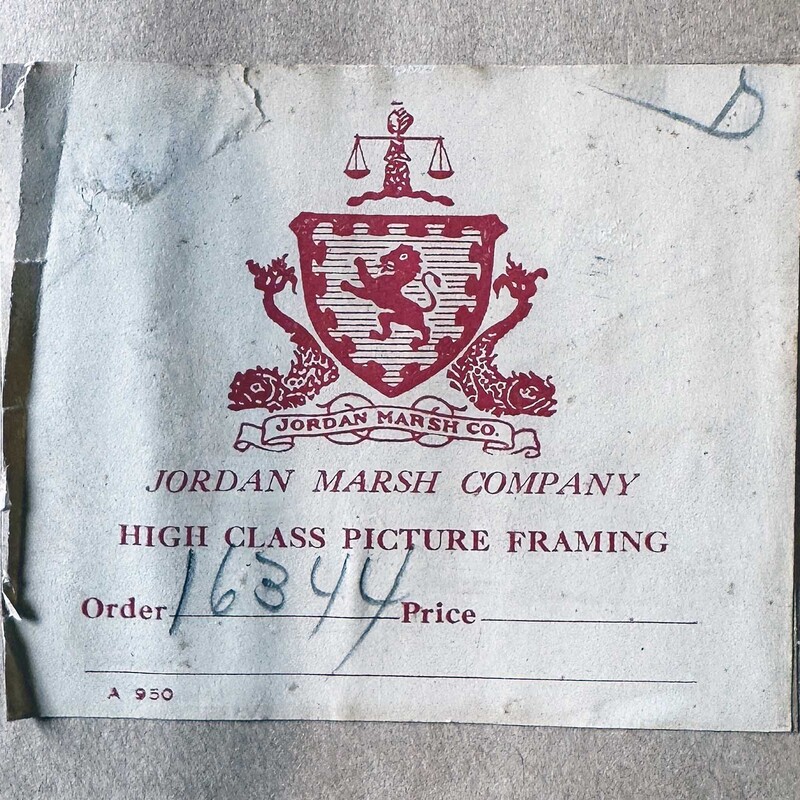 JORDAN MARSH CO.
JORDAN MARSH COMPANY
HIGH CLASS PICTURE FRAMING
Order 16344 Price
A 950